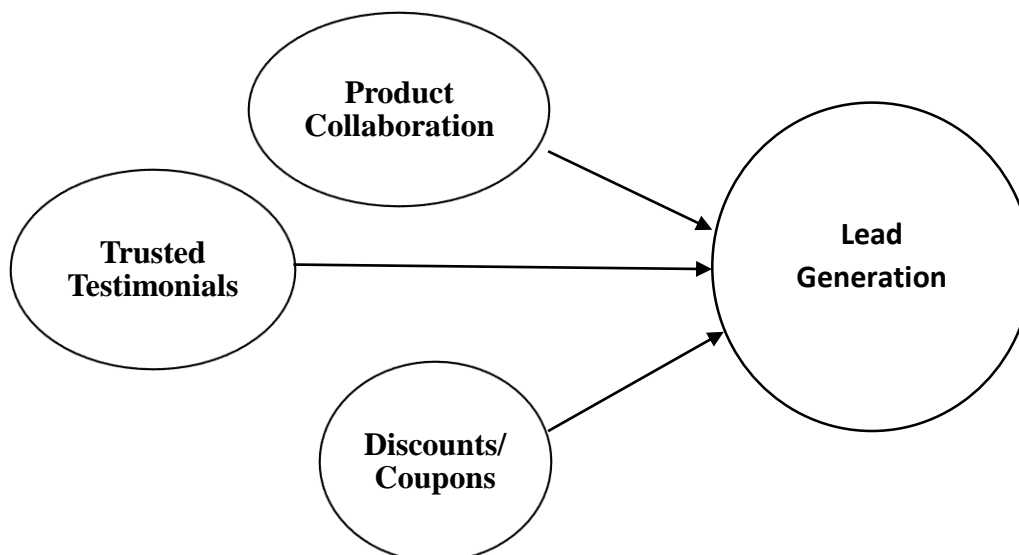 Product
Collaboration
Trusted
Testimonials
Lead
Generation
Discounts/
Coupons